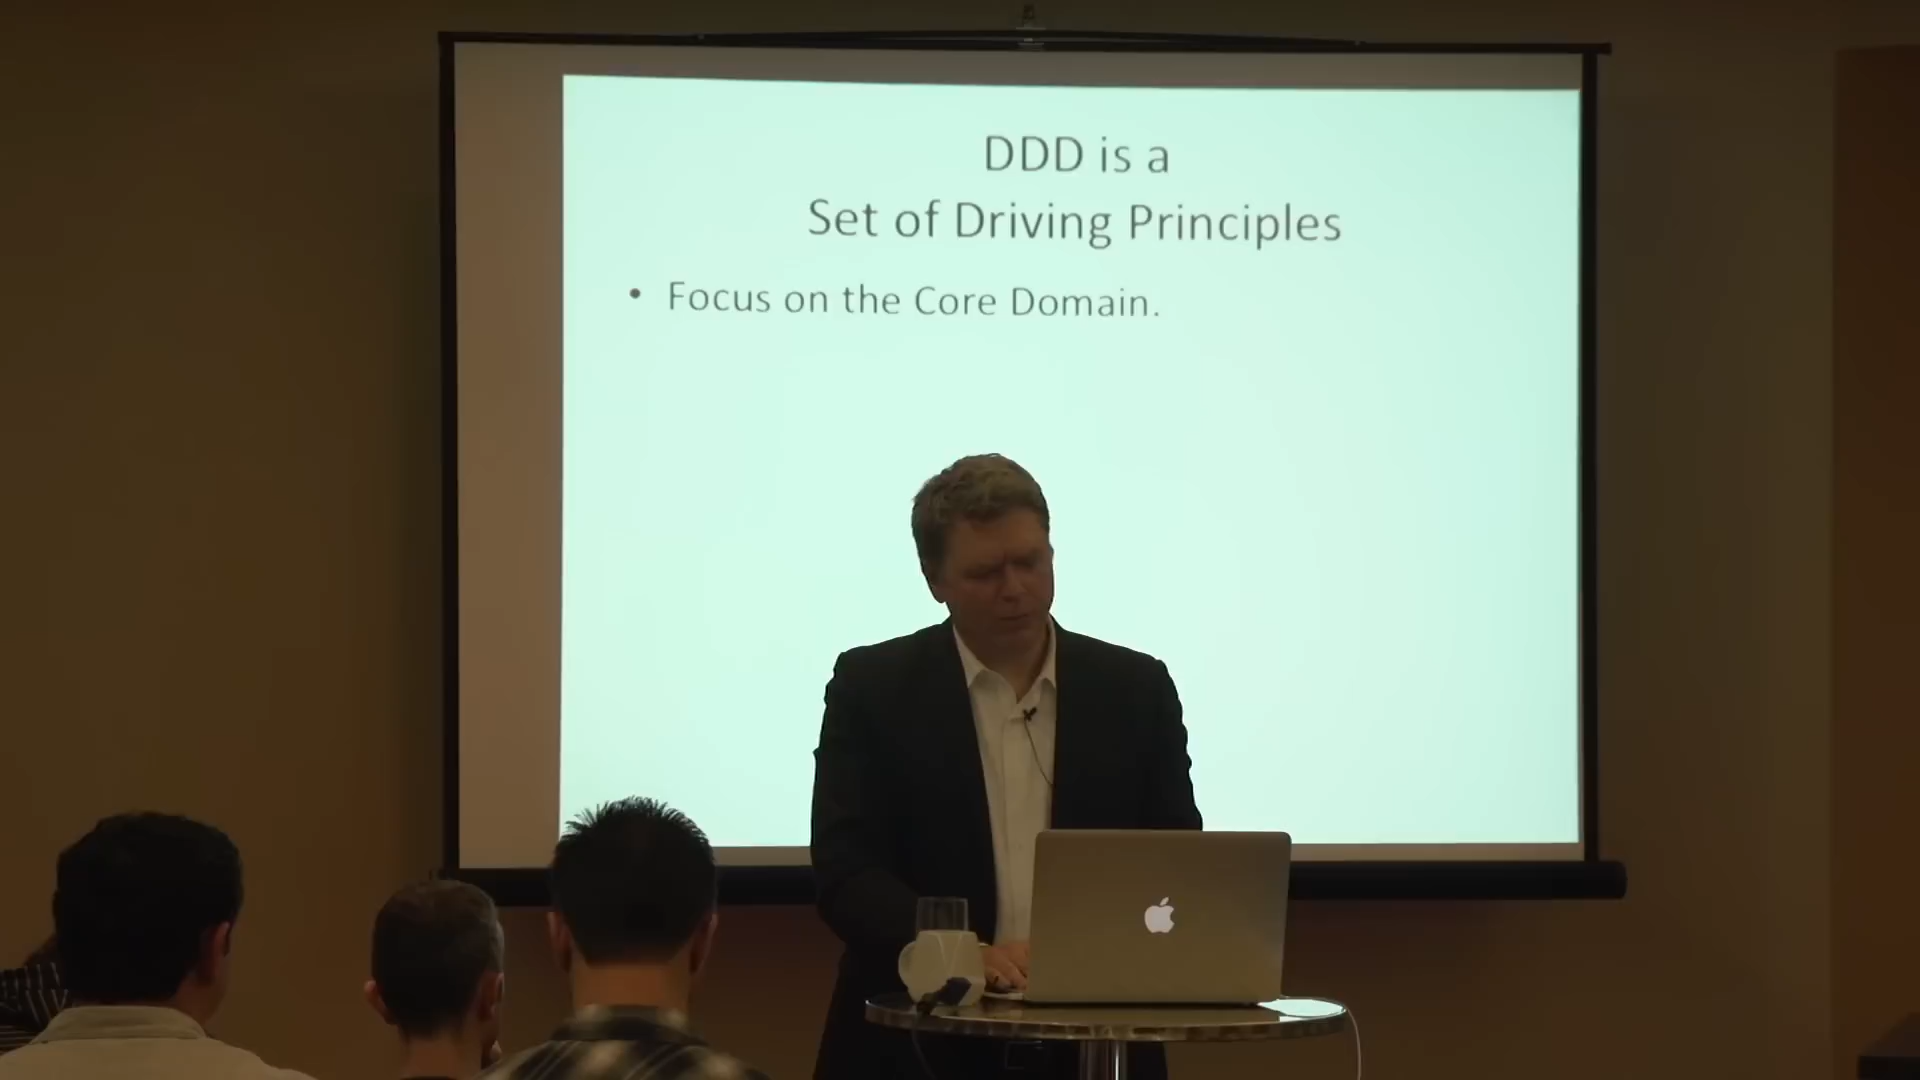 DDD is a
Set of Driving Principles
• Focus on the Core Domain.